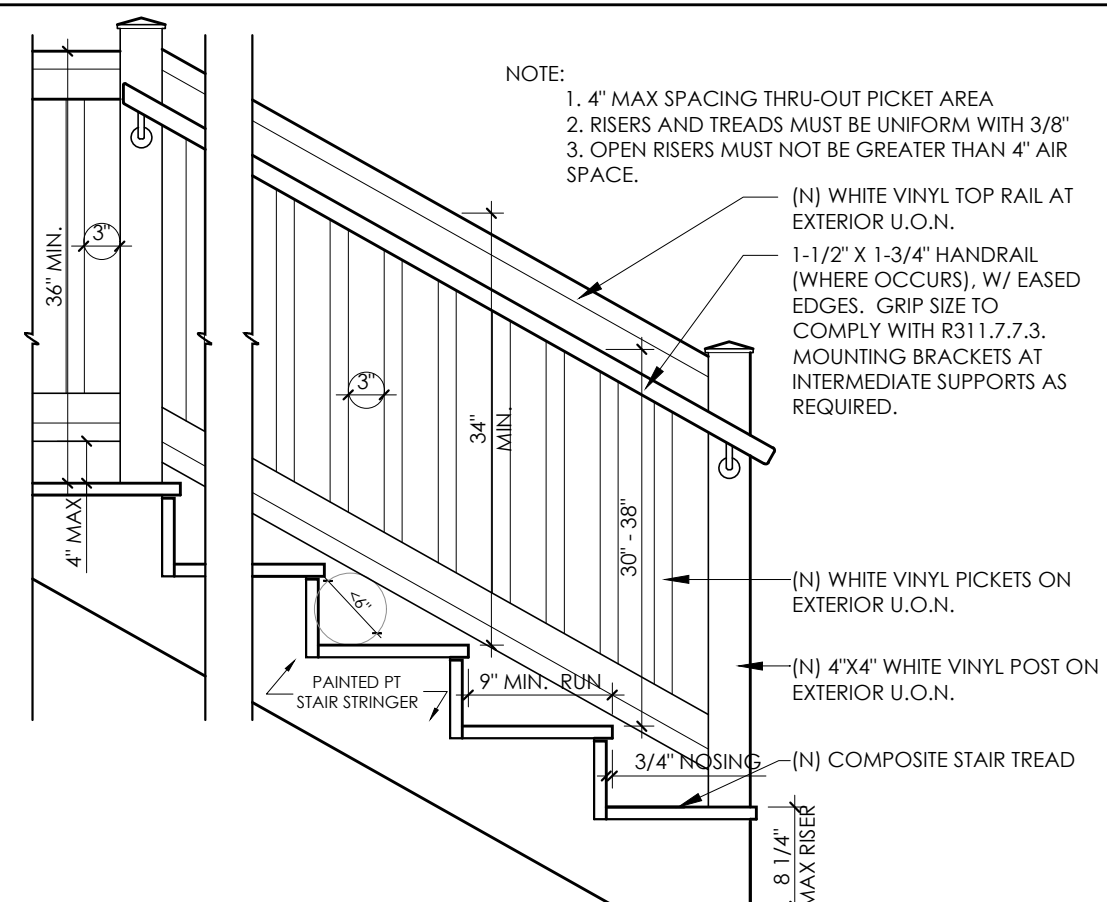 NOTE:
1. 4" MAX SPACING THRU-OUT PICKET AREA
2. RISERS AND TREADS MUST BE UNIFORM WITH 3/8"
3. OPEN RISERS MUST NOT BE GREATER THAN 4" AIR
SPACE.
(N) WHITE VINYL TOP RAIL AT
EXTERIOR U.O.N.
1-1/2" X 1-3/4" HANDRAIL
(WHERE OCCURS), W/ EASED
EDGES. GRIP SIZE TO
COMPLY WITH R311.7.7.3.
MOUNTING BRACKETS AT
INTERMEDIATE SUPPORTS AS
REQUIRED.
36" MIN.
3"
3"
34"
MIN.
30" - 38"
4" MAX
<6"
PAINTED PT
STAIR STRINGER
9" MIN. RUN
(N) WHITE VINYL PICKETS ON
EXTERIOR U.O.N.
(N) 4"X4" WHITE VINYL POST ON
EXTERIOR U.O.N.
3/4" NOSING
(N) COMPOSITE STAIR TREAD
8 1/4"
MAX RISER